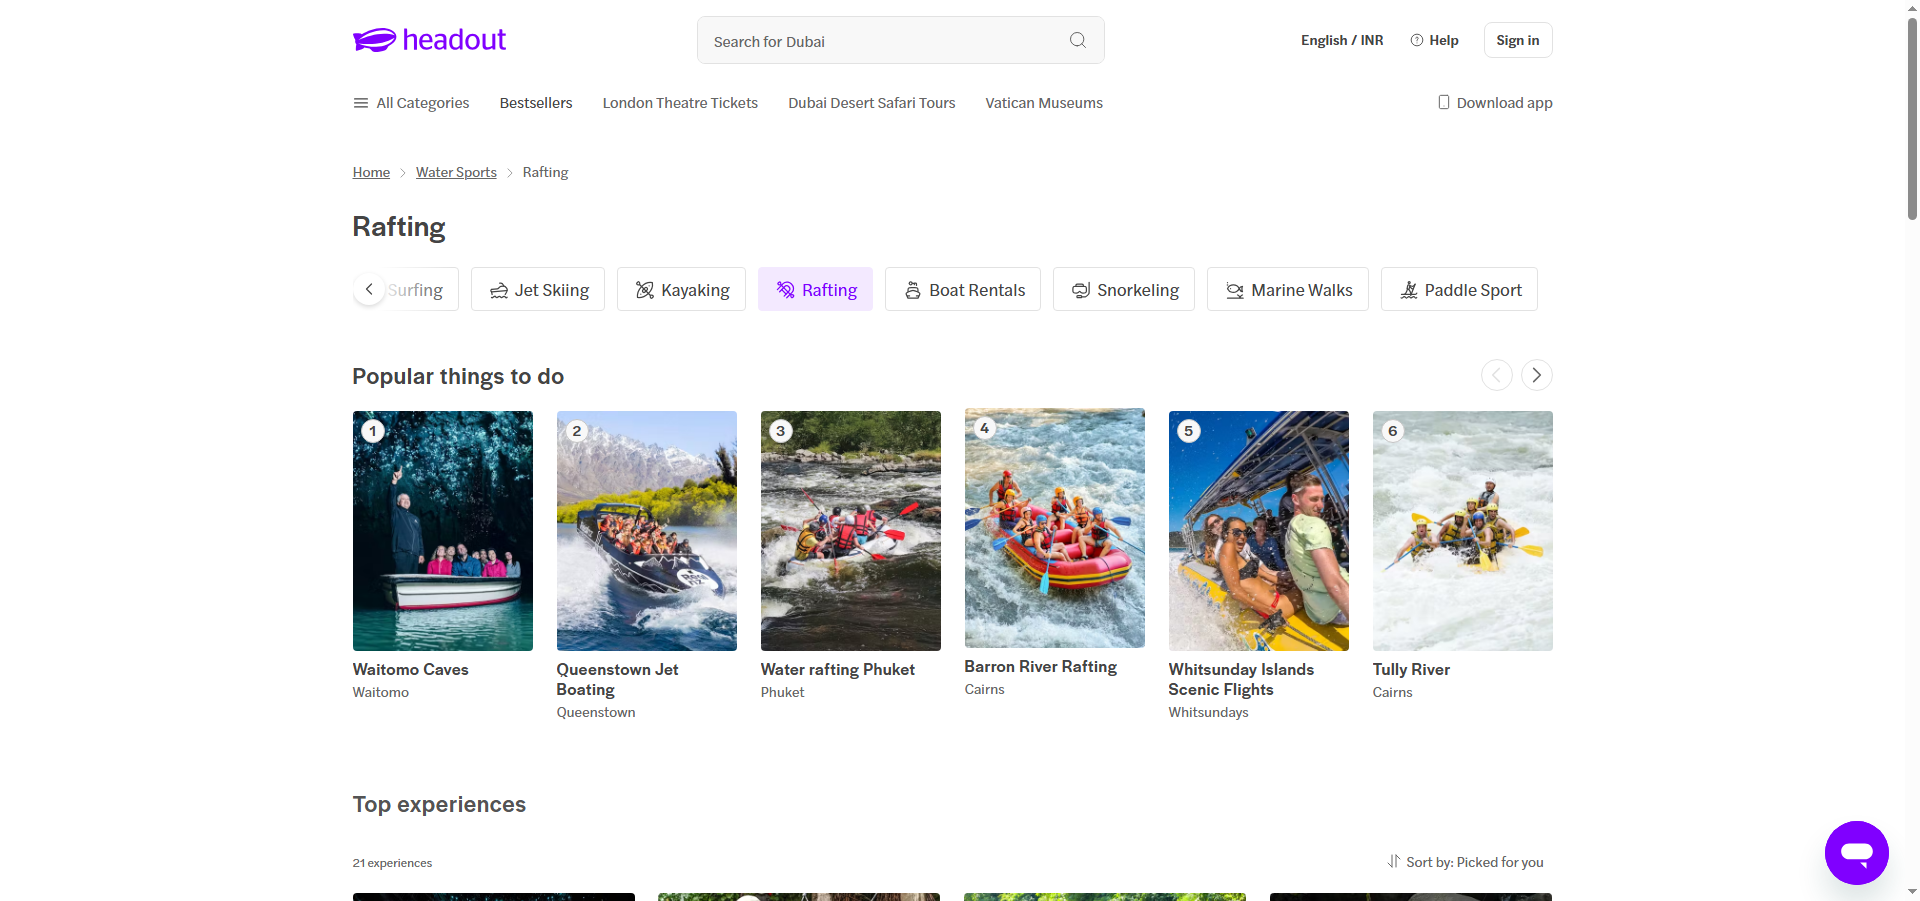 headout
Search for Dubai
English / INR
Help
Sign in
All Categories
Bestsellers
London Theatre Tickets
Dubai Desert Safari Tours
Vatican Museums
Download app
Home
Water Sports
Rafting
Rafting
Surfing
Jet Skiing
Kayaking
Rafting
Boat Rentals
Snorkeling
Marine Walks
Paddle Sport
Popular things to do
1
2
3
4
5
6
Waitomo Caves
Waitomo
Queenstown Jet
Boating
Queenstown
Water rafting Phuket
Phuket
Barron River Rafting
Cairns
Whitsunday Islands
Scenic Flights
Whitsundays
Tully River
Cairns
Top experiences
21 experiences
Sort by: Picked for you